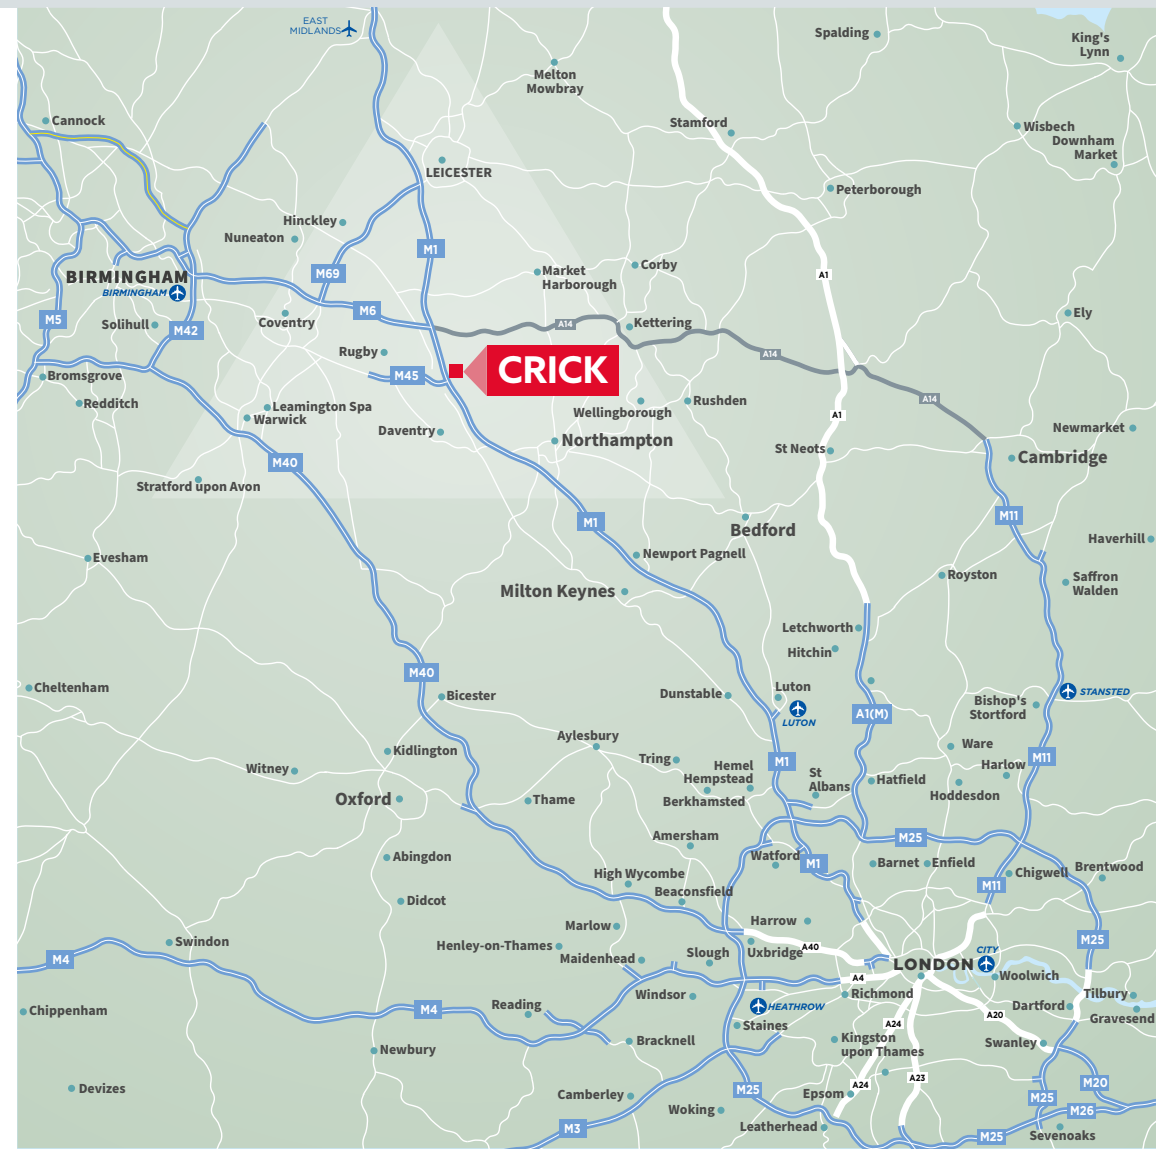 EAST
MIDLANDS
Spalding
King's
Lynn
Melton
Mowbray
Cannock
Stamford
Wisbech
Downham
Market
LEICESTER
Peterborough
Hinckley
Nuneaton
M1
M69
A1
Market
Harborough
Corby
BIRMINGHAM
BIRMINGHAM
M5
Solihull
M42
Coventry
M6
A14
Kettering
Ely
Rugby
A14
CRICK
M45
Bromsgrove
Redditch
Leamington Spa
Warwick
Wellingborough
Rushden
A14
A1
Daventry
Northampton
St Neots
Newmarket
Cambridge
M40
Stratford upon Avon
M1
M11
Bedford
Haverhill
Evesham
Newport Pagnell
Milton Keynes
Royston
Saffron
Walden
Letchworth
Hitchin
M40
Cheltenham
Bicester
Dunstable
Luton
LUTON
A1(M)
Bishop's
Stortford
STANSTED
Kidlington
Aylesbury
Ware
Witney
Tring
M1
Harlow
M11
Hemel
Hempstead
St
Albans
Hatfield
Hoddesdon
Oxford
Thame
Berkhamsted
Amersham
M25
Abingdon
Watford
M1
Barnet
Enfield
Chigwell
Brentwood
High Wycombe
Beaconsfield
M11
Didcot
Marlow
Harrow
Swindon
Henley-on-Thames
A40
M25
CITY
M4
Maidenhead
Slough
Uxbridge
LONDON
Woolwich
A4
Windsor
Richmond
Tilbury
Chippenham
M4
Reading
HEATHROW
Dartford
Gravesend
Staines
A24
A20
Newbury
Bracknell
Kingston
upon Thames
Swanley
Devizes
Camberley
M25
Epsom
A24
A23
M20
M25
M26
Woking
M3
Leatherhead
M25
Sevenoaks